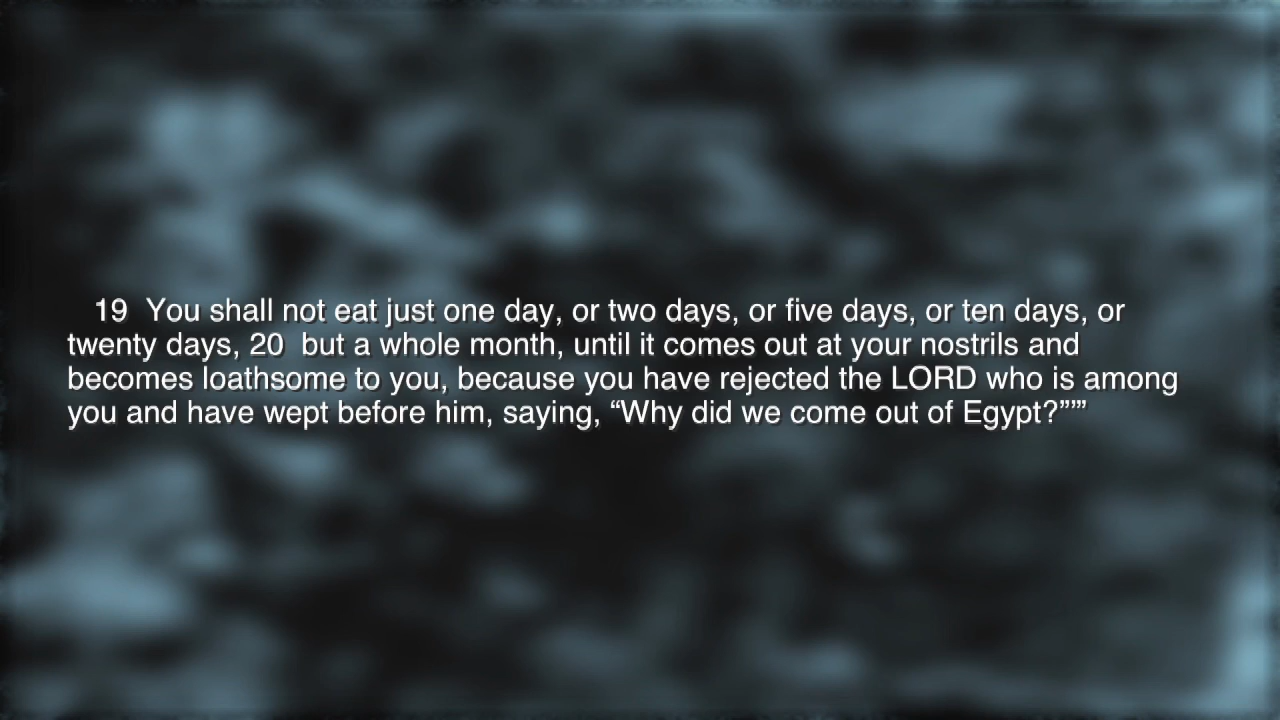 19 You shall not eat just one day, or two days, or five days, or ten days, or
twenty days, 20 but a whole month, until it comes out at your nostrils and
becomes loathsome to you, because you have rejected the LORD who is among
you and have wept before him, saying, “Why did we come out of Egypt?”’”